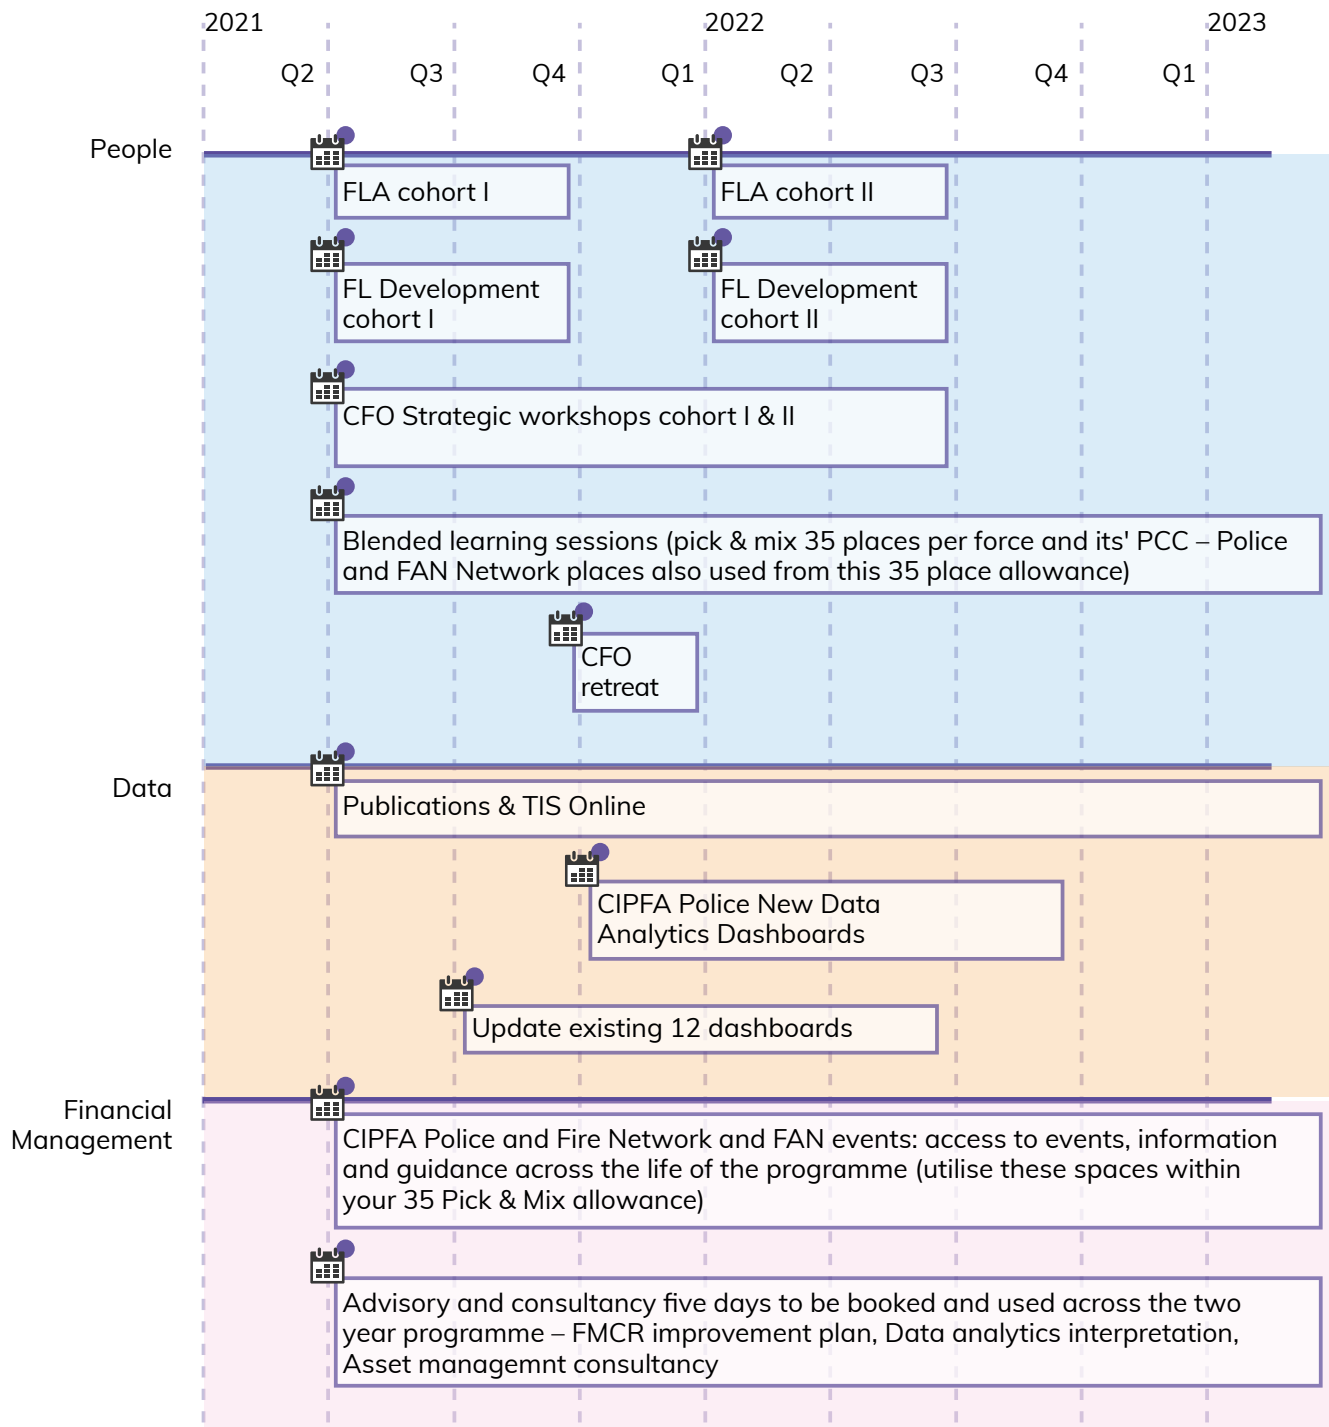 2021
2022
2023
Q2
Q3
Q4
Q1
Q2
Q3
Q4
Q1
People
FLA cohort I
FLA cohort II
FL Development
cohort I
FL Development
cohort II
CFO Strategic workshops cohort I & II
Blended learning sessions (pick & mix 35 places per force and its' PCC – Police
and FAN Network places also used from this 35 place allowance)
CFO
retreat
Data
Publications & TIS Online
CIPFA Police New Data
Analytics Dashboards
Update existing 12 dashboards
Financial
Management
CIPFA Police and Fire Network and FAN events: access to events, information
and guidance across the life of the programme (utilise these spaces within
your 35 Pick & Mix allowance)
Advisory and consultancy five days to be booked and used across the two
year programme – FMCR improvement plan, Data analytics interpretation,
Asset managemnt consultancy